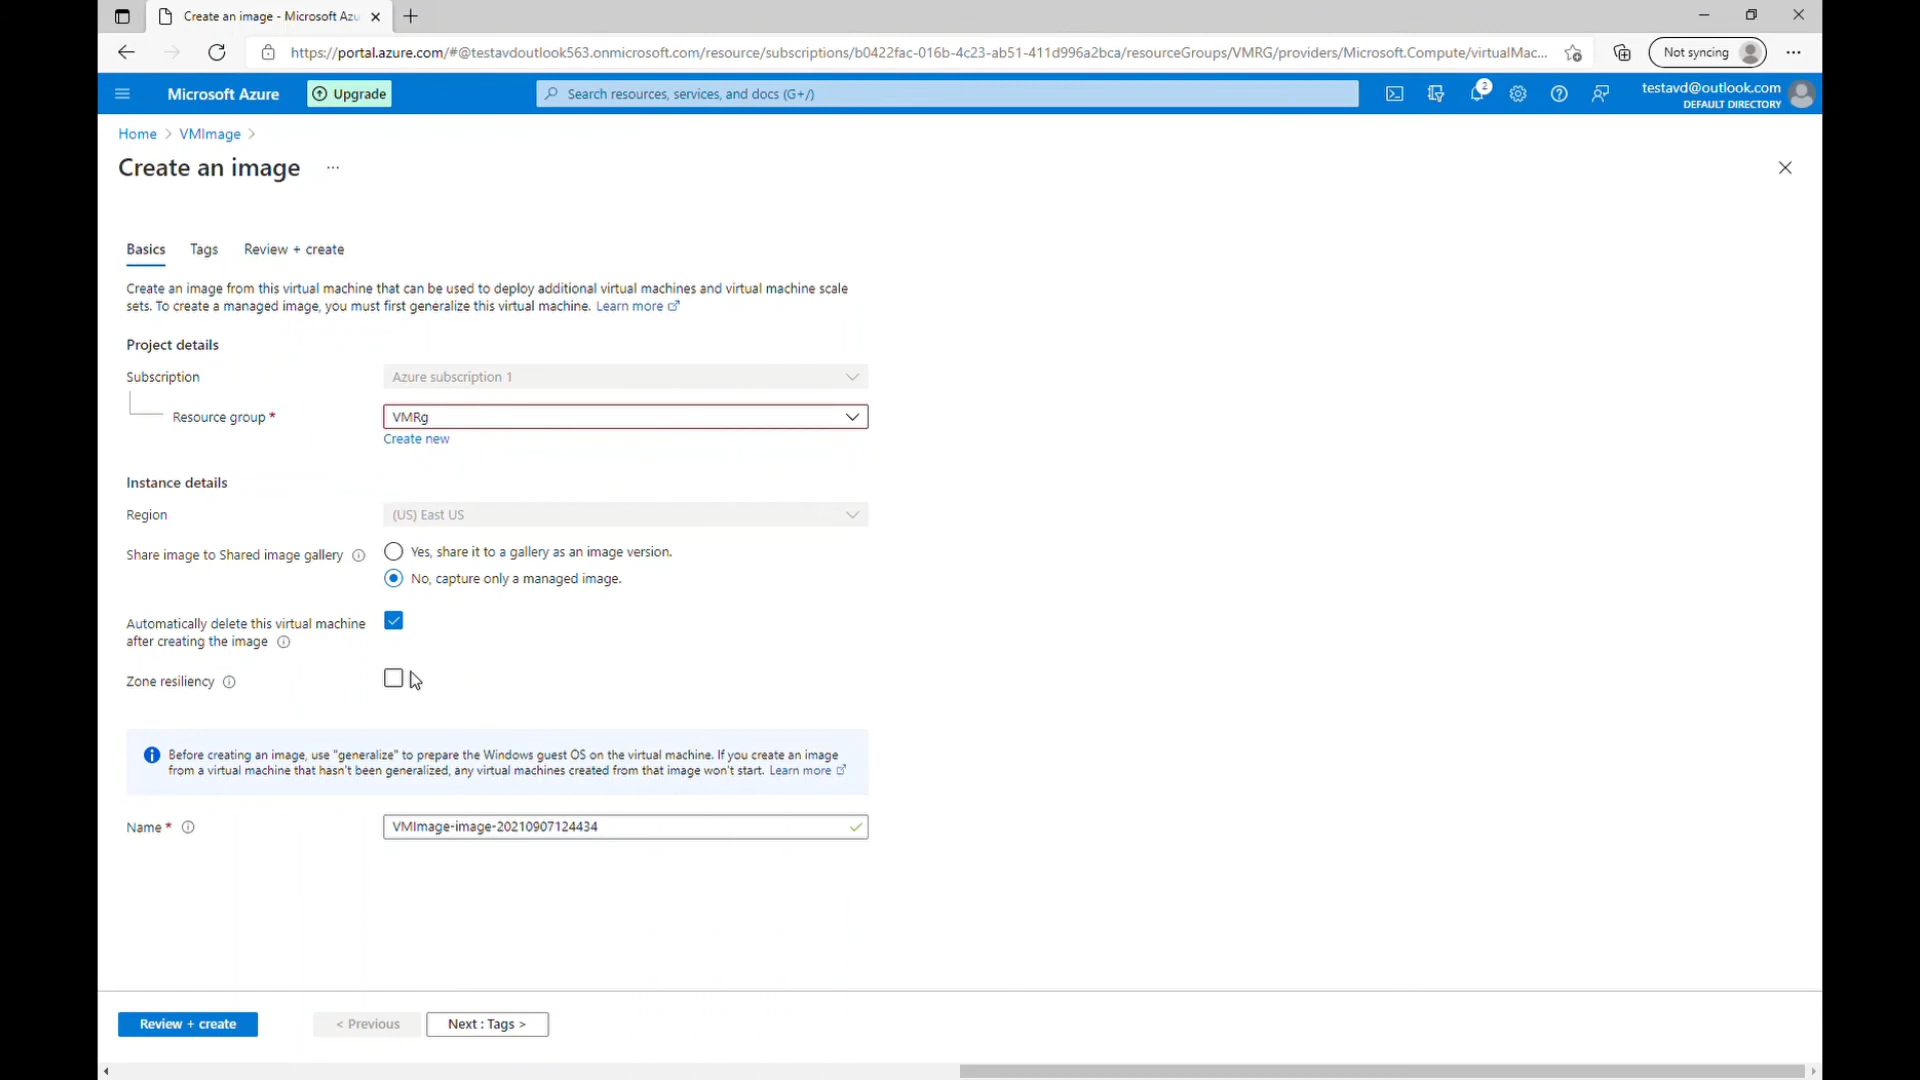 Create an image - Microsoft Azu
https://portal.azure.com/#@testavdoutlook563.onmicrosoft.com/resource/subscriptions/b0422fac-016b-4c23-ab51-411d996a2bca/resourceGroups/VMRG/providers/Microsoft.Compute/virtualMac...
Not syncing
Microsoft Azure
Upgrade
Search resources, services, and docs (G+/)
2
testavd@outlook.com
DEFAULT DIRECTORY
Home > VMImage >
Create an image ...
Basics Tags Review + create
Create an image from this virtual machine that can be used to deploy additional virtual machines and virtual machine scale
sets. To create a managed image, you must first generalize this virtual machine. Learn more
Project details
Subscription
Azure subscription 1
Resource group *
VMRg
Create new
Instance details
Region
(US) East US
Share image to Shared image gallery
Yes, share it to a gallery as an image version.
No, capture only a managed image.
Automatically delete this virtual machine
after creating the image
Zone resiliency
Before creating an image, use "generalize" to prepare the Windows guest OS on the virtual machine. If you create an image
from a virtual machine that hasn't been generalized, any virtual machines created from that image won't start. Learn more
Name *
VMImage-image-20210907124434
Review + create
< Previous
Next : Tags >